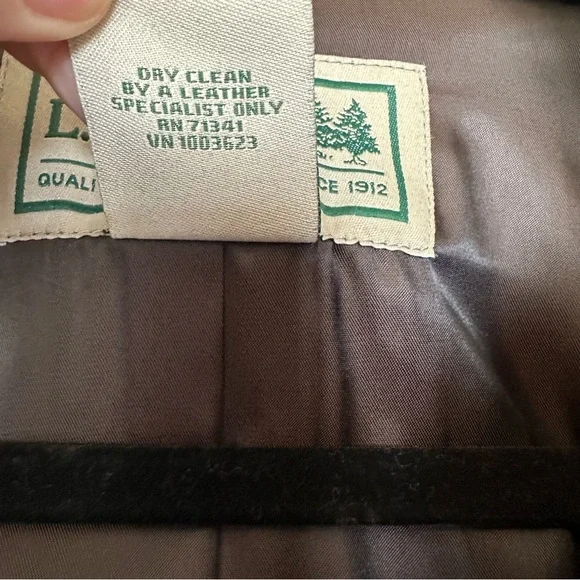 DRY CLEAN
BY A LEATHER
SPECIALIST ONLY
RN 71341
VN 1003623
L.
QUALI CE 1912